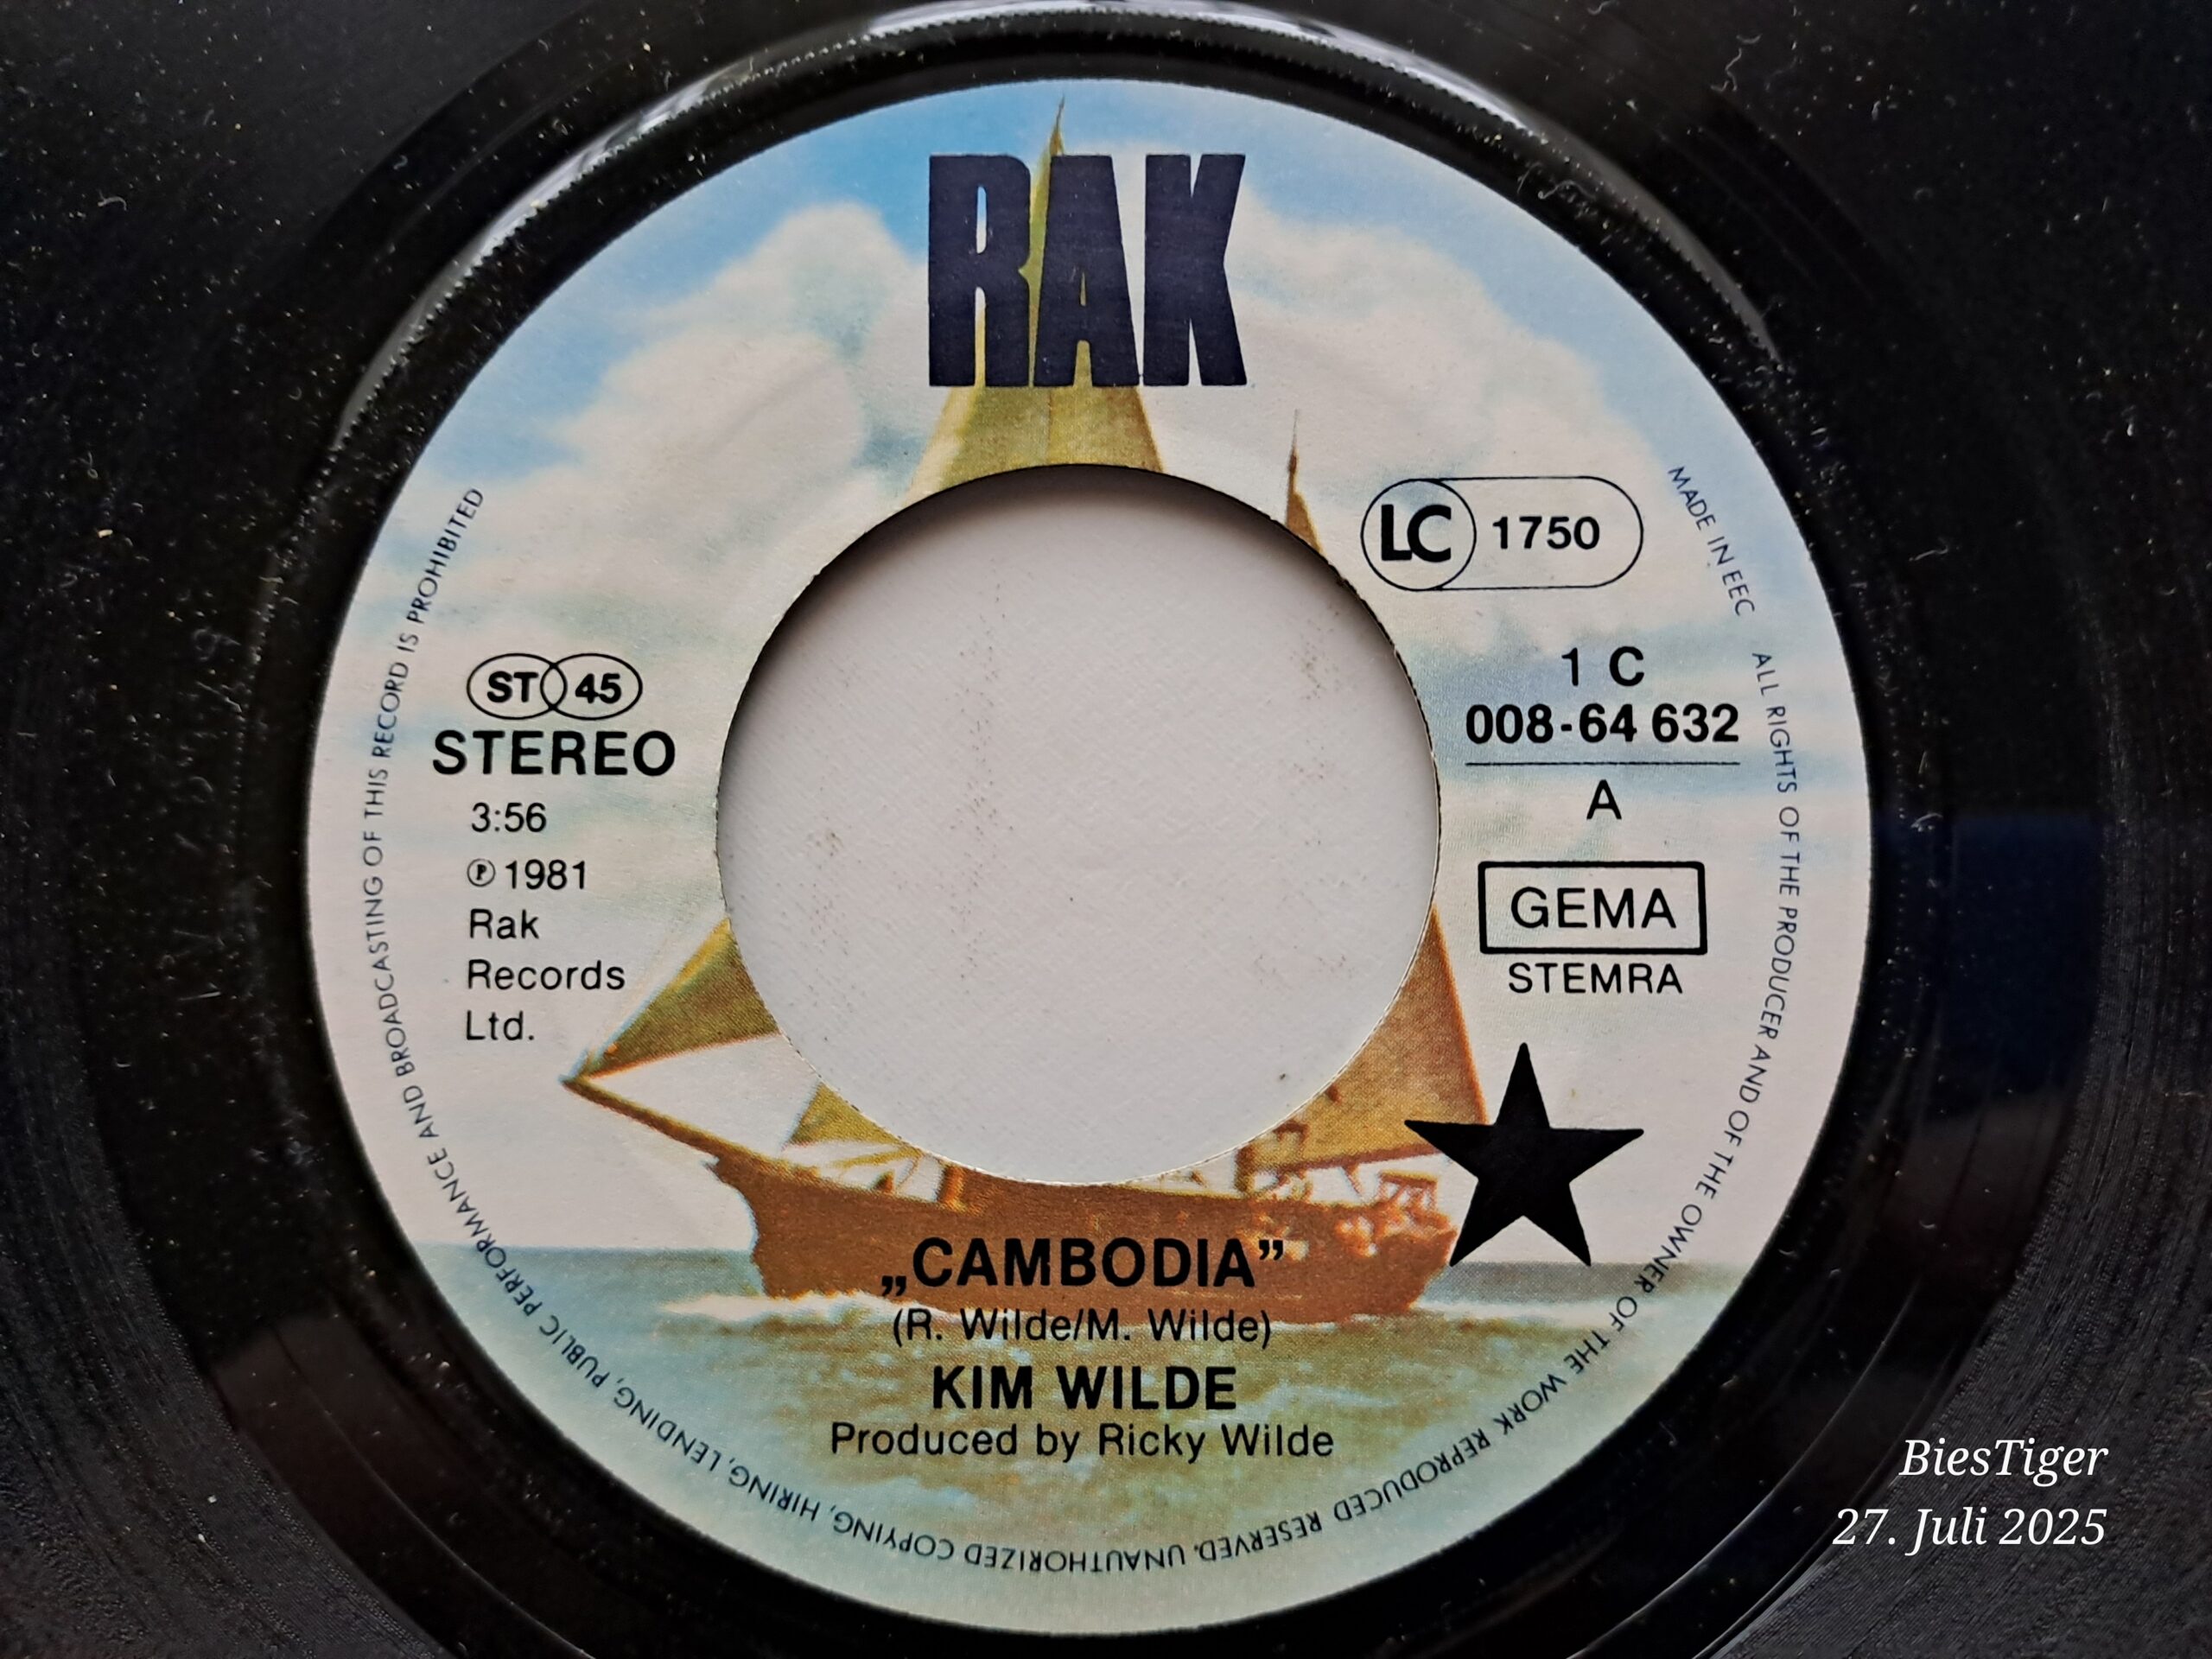 RAK
LC 1750
MADE IN EEC ALL RIGHTS OF THE PRODUCER AND OF THE OWNER OF THE WORK REPRODUCED RESERVED. UNAUTHORIZED COPYING, HIRING, LENDING, PUBLIC PERFORMANCE AND BROADCASTING OF THIS RECORD IS PROHIBITED
ST 45
STEREO
3:56
℗ 1981
Rak
Records
Ltd.
1 C
008-64 632
A
GEMA
STEMRA
„CAMBODIA”
(R. Wilde/M. Wilde)
KIM WILDE
Produced by Ricky Wilde
BiesTiger
27. Juli 2025